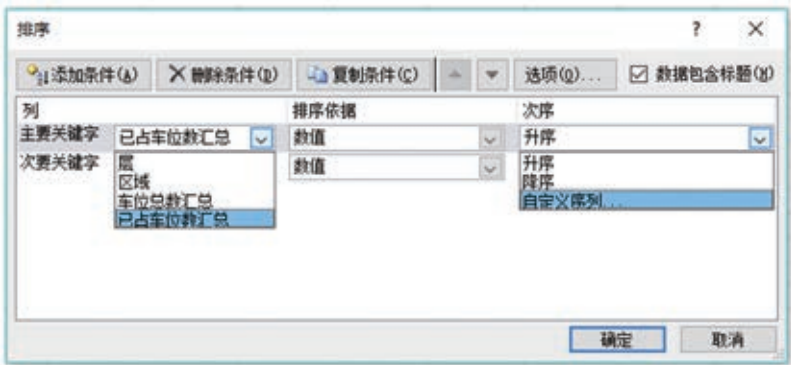 排序 ? ×
添加条件(A) 删除条件(D) 复制条件(C) 选项(O)... 数据包含标题(H)
列 排序依据 次序
主要关键字 已占车位数汇总 数值 升序
次要关键字 层 数值 升序
区域 降序
车位总数汇总 自定义序列...
已占车位数汇总
确定 取消